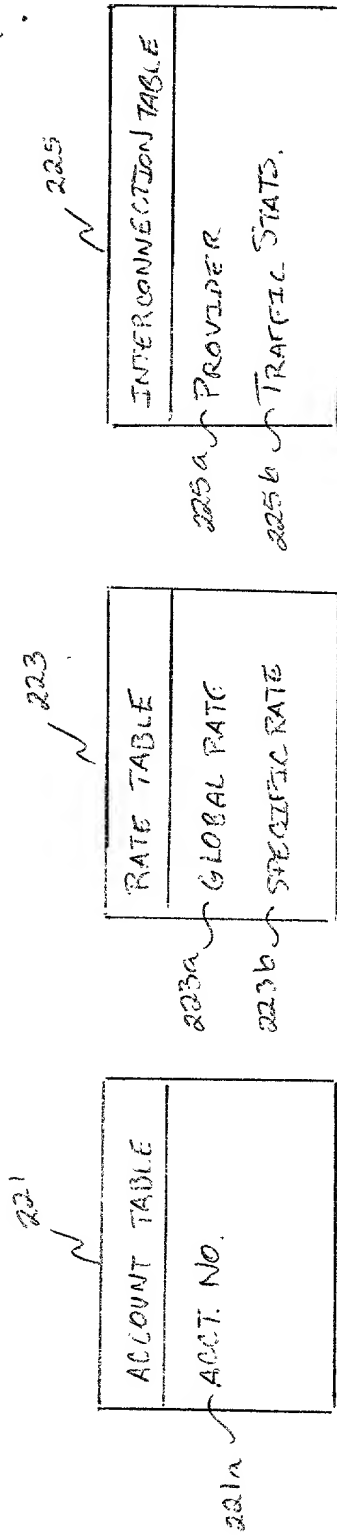 221
ACCOUNT TABLE
221a ACCT. NO.
223
RATE TABLE
223a GLOBAL RATE
223b SPECIFIC RATE
225
INTERCONNECTION TABLE
225a PROVIDER
225b TRAFFIC STATS.